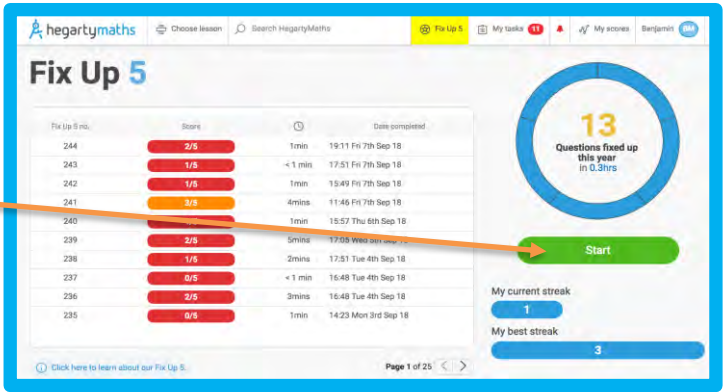 hegartymaths Choose lesson Search HegartyMaths Fix Up 5 My tasks 11 My scores Benjamin BM
Fix Up 5
Fix Up 5 no. Score Date completed
244 2/5 1min 19:11 Fri 7th Sep 18
243 1/5 < 1 min 17:51 Fri 7th Sep 18
242 1/5 1min 15:49 Fri 7th Sep 18
241 3/5 4mins 11:46 Fri 7th Sep 18
240 1min 15:57 Thu 6th Sep 18
239 2/5 5mins 17:05 Wed 5th Sep 18
238 1/5 2mins 17:51 Tue 4th Sep 18
237 0/5 < 1 min 16:48 Tue 4th Sep 18
236 2/5 3mins 16:48 Tue 4th Sep 18
235 0/5 1min 14:23 Mon 3rd Sep 18
Click here to learn about our Fix Up 5.
Page 1 of 25
13
Questions fixed up
this year
in 0.3hrs
Start
My current streak
1
My best streak
3